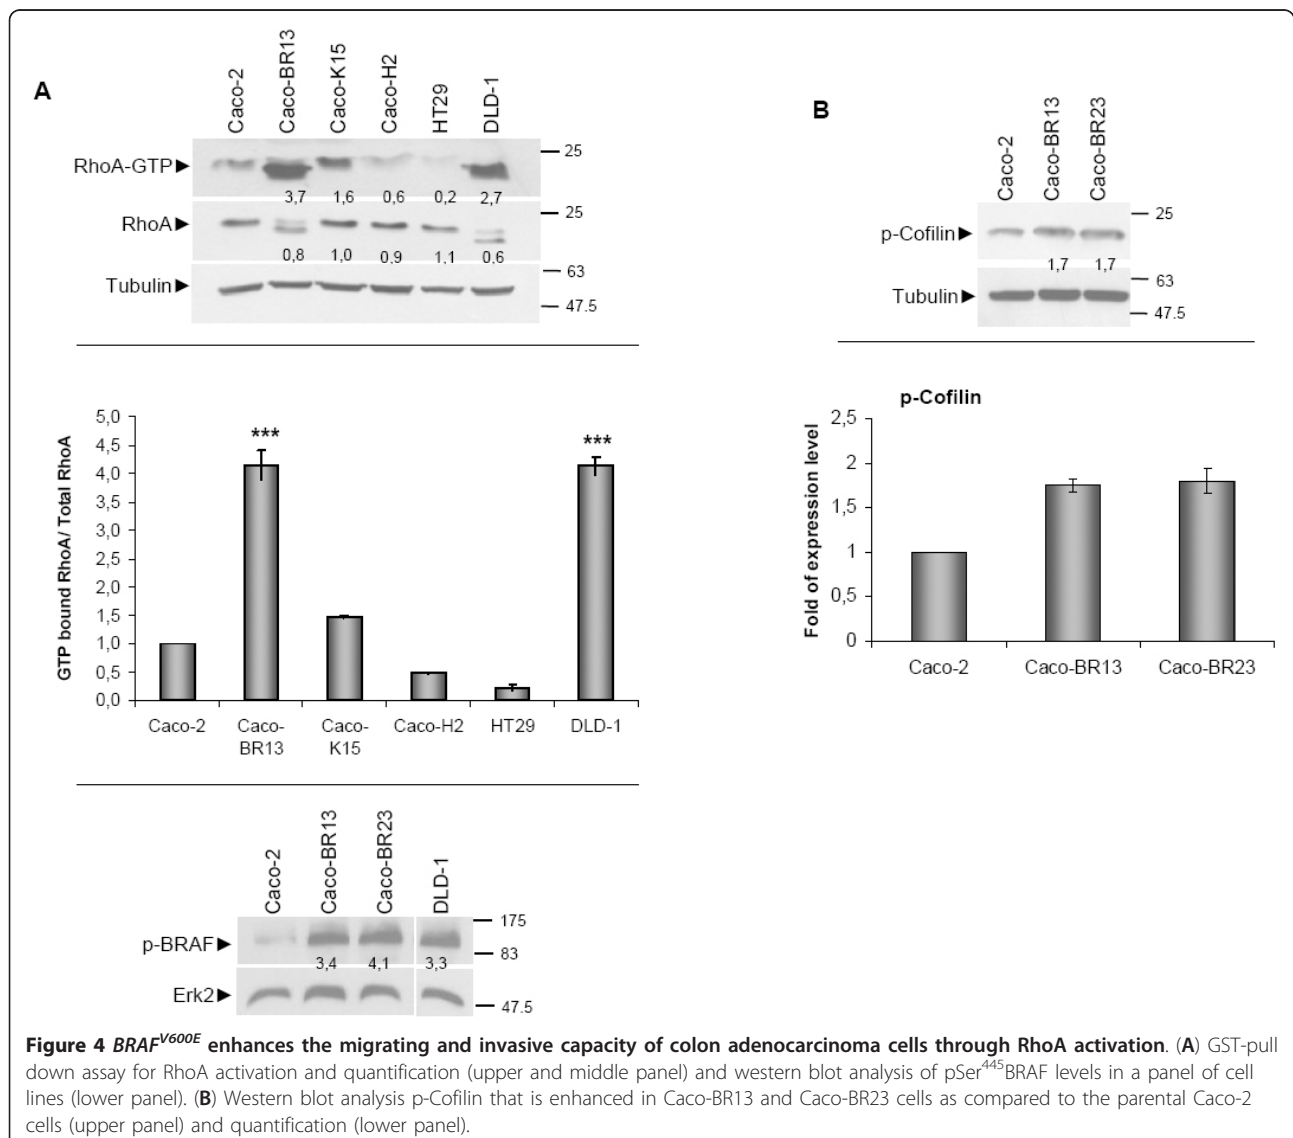 A
Caco-2
Caco-BR13
Caco-K15
Caco-H2
HT29
DLD-1
RhoA-GTP
25
3,7 1,6 0,6 0,2 2,7
RhoA
25
0,8 1,0 0,9 1,1 0,6
Tubulin
63
47.5
GTP bound RhoA/ Total RhoA
5,0
4,5
4,0
3,5
3,0
2,5
2,0
1,5
1,0
0,5
0,0
***
***
Caco-2
Caco-BR13
Caco-K15
Caco-H2
HT29
DLD-1
Caco-2
Caco-BR13
Caco-BR23
DLD-1
p-BRAF
175
83
3,4 4,1 3,3
Erk2
47.5
B
Caco-2
Caco-BR13
Caco-BR23
p-Cofilin
25
1,7 1,7
Tubulin
63
47.5
p-Cofilin
Fold of expression level
2,5
2
1,5
1
0,5
0
Caco-2
Caco-BR13
Caco-BR23
Figure 4 BRAF^V600E enhances the migrating and invasive capacity of colon adenocarcinoma cells through RhoA activation. (A) GST-pull
down assay for RhoA activation and quantification (upper and middle panel) and western blot analysis of pSer^445BRAF levels in a panel of cell
lines (lower panel). (B) Western blot analysis p-Cofilin that is enhanced in Caco-BR13 and Caco-BR23 cells as compared to the parental Caco-2
cells (upper panel) and quantification (lower panel).